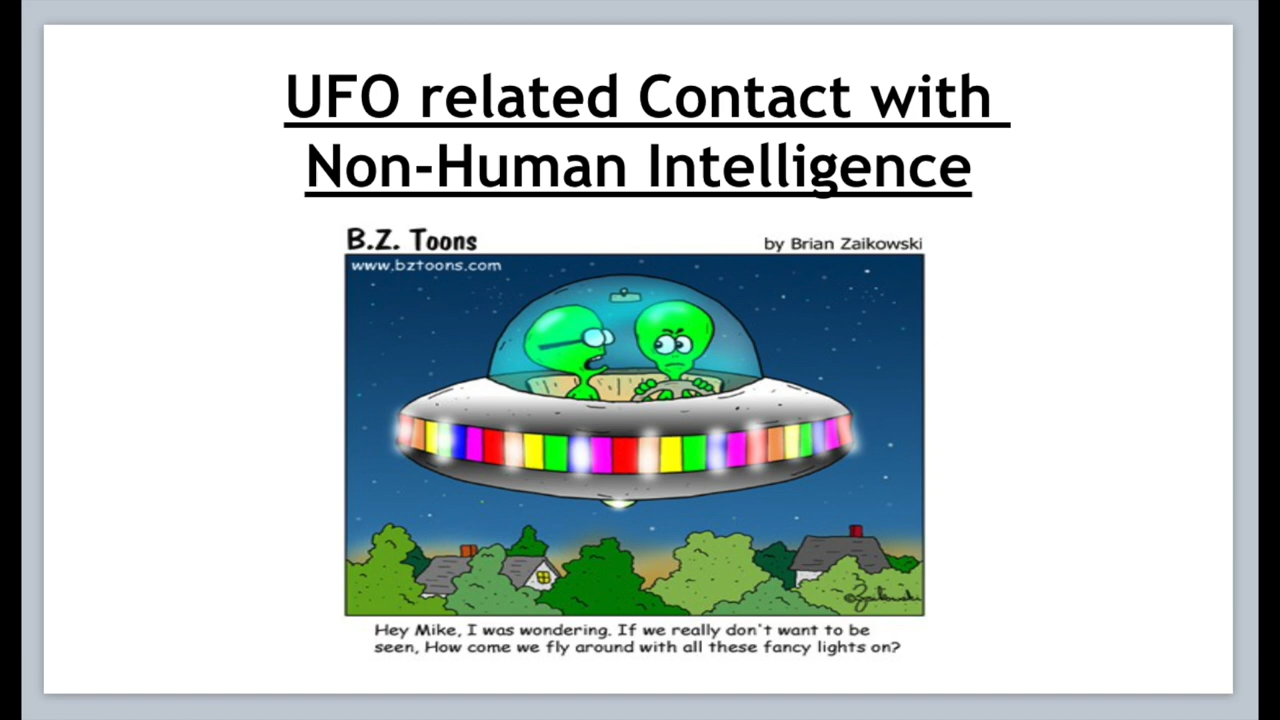 UFO related Contact with
Non-Human Intelligence
B.Z. Toons
by Brian Zaikowski
www.bztoons.com
©Zaikowski
Hey Mike, I was wondering. If we really don't want to be
seen, How come we fly around with all these fancy lights on?